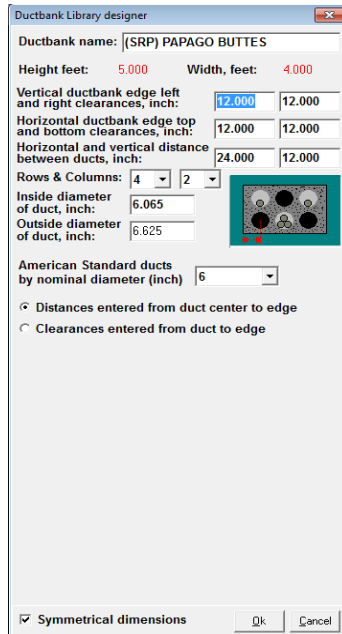 Ductbank Library designer
Ductbank name: (SRP) PAPAGO BUTTES
Height feet: 5.000 Width, feet: 4.000
Vertical ductbank edge left
and right clearances, inch: 12.000 12.000
Horizontal ductbank edge top
and bottom clearances, inch: 12.000 12.000
Horizontal and vertical distance
between ducts, inch: 24.000 12.000
Rows & Columns: 4 2
Inside diameter
of duct, inch: 6.065
Outside diameter
of duct, inch: 6.625
American Standard ducts
by nominal diameter (inch) 6
Distances entered from duct center to edge
Clearances entered from duct to edge
Symmetrical dimensions Ok Cancel